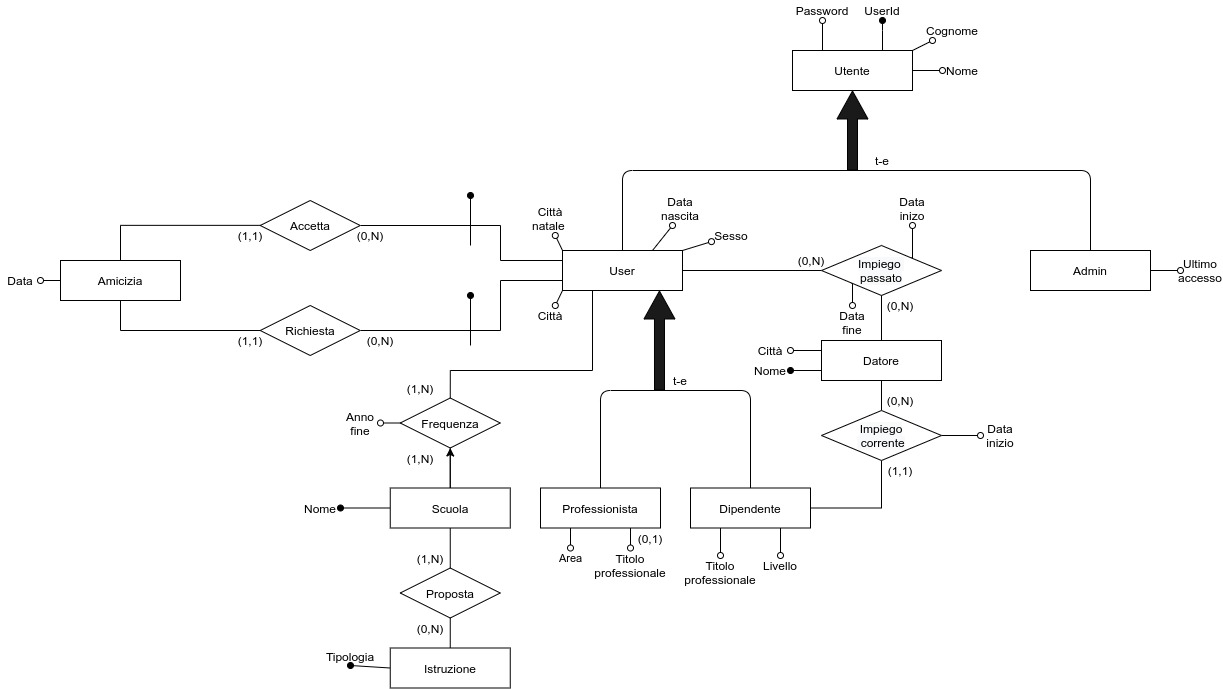 Password
UserId
Cognome
Utente
Nome
t-e
Data
inizo
Data
nascita
Città
natale
Sesso
Accetta
(1,1)
(0,N)
Data
Amicizia
User
(0,N)
Impiego
passato
Admin
Ultimo
accesso
(0,N)
Città
Data
fine
Richiesta
(1,1)
(0,N)
Città
Nome
Datore
t-e
(1,N)
(0,N)
Anno
fine
Frequenza
Impiego
corrente
Data
inizio
(1,N)
(1,1)
Nome
Scuola
Professionista
Dipendente
(0,1)
Area
Titolo
professionale
Titolo
professionale
Livello
(1,N)
Proposta
(0,N)
Tipologia
Istruzione